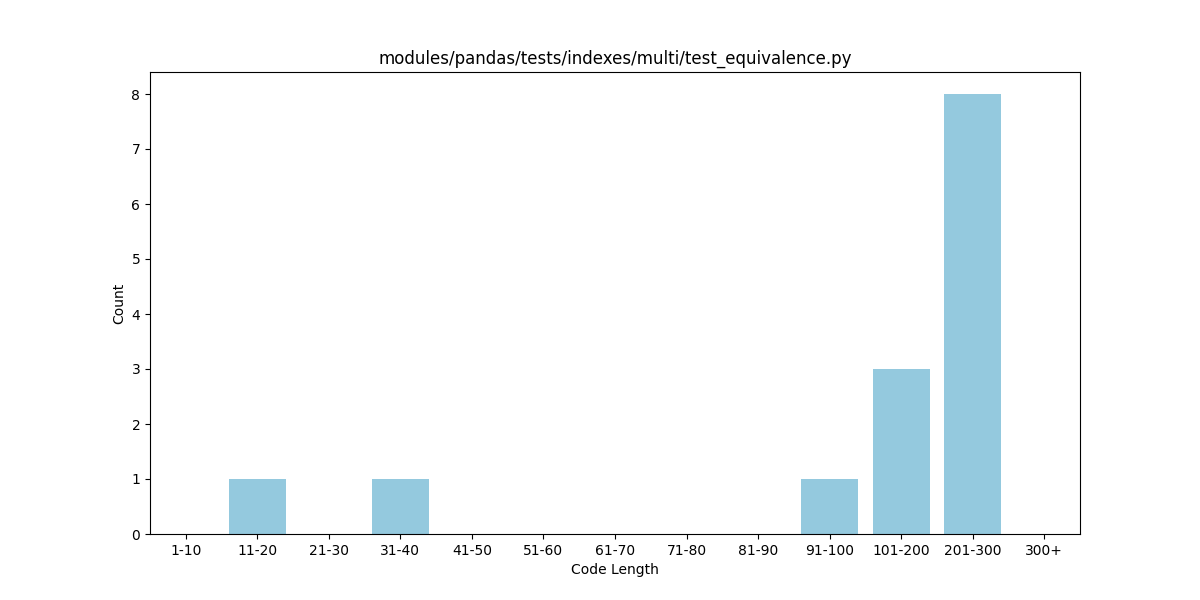 modules/pandas/tests/indexes/multi/test_equivalence.py
Count
8
7
6
5
4
3
2
1
0
1-10 11-20 21-30 31-40 41-50 51-60 61-70 71-80 81-90 91-100 101-200 201-300 300+
Code Length